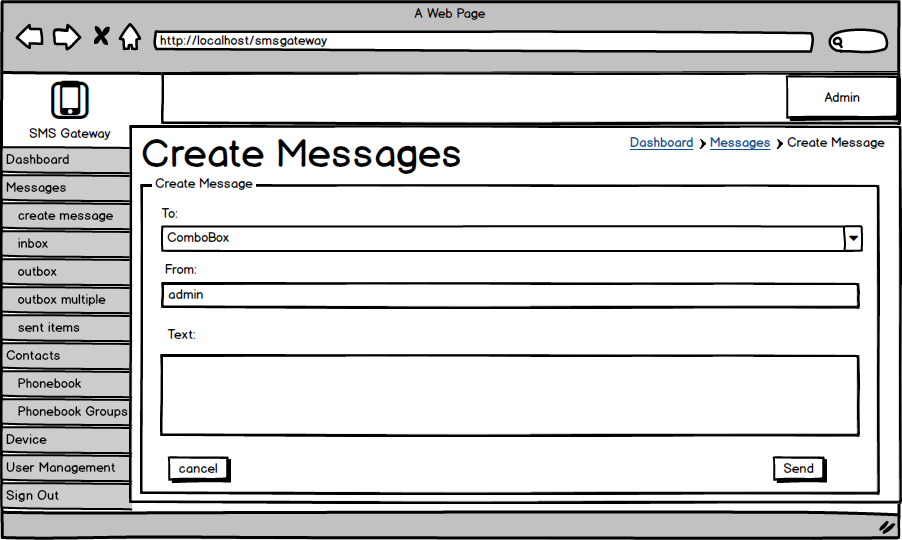 A Web Page
http://localhost/smsgateway
Admin
SMS Gateway
Dashboard
Messages
create message
inbox
outbox
outbox multiple
sent items
Contacts
Phonebook
Phonebook Groups
Device
User Management
Sign Out
Create Messages
Dashboard Messages Create Message
Create Message
To:
ComboBox
From:
admin
Text:
cancel
Send